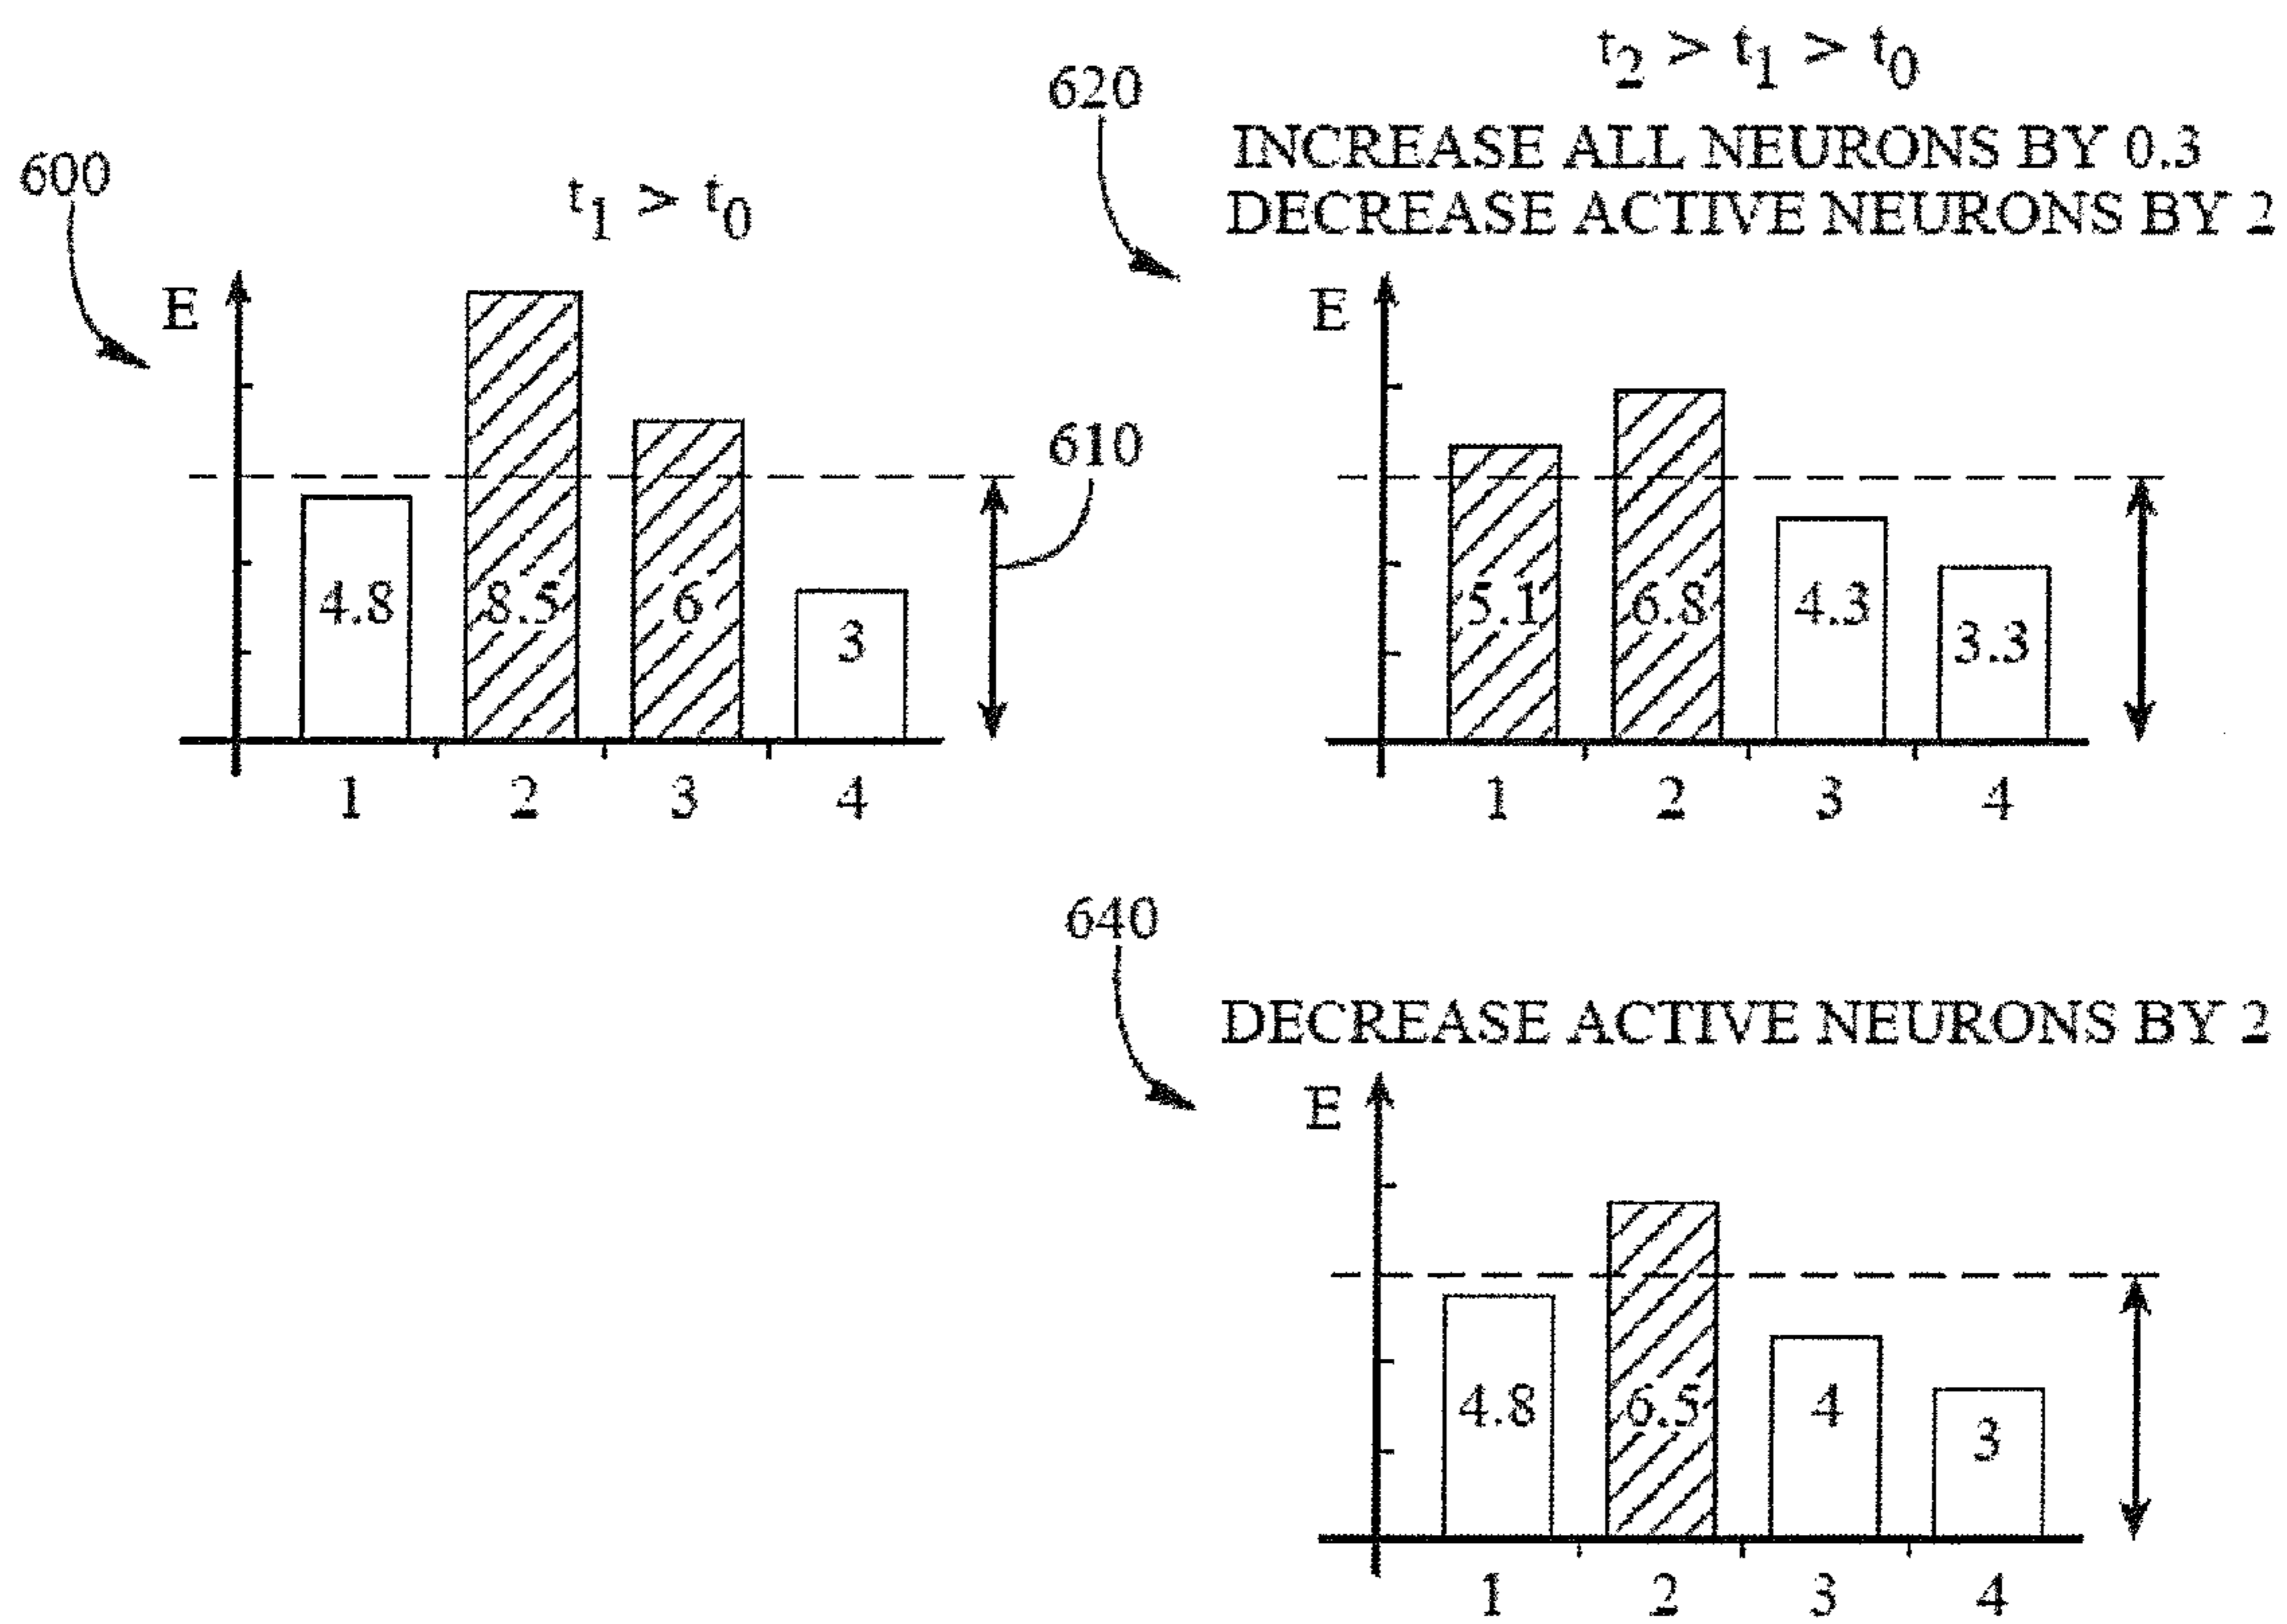 600
t1 > t0
E
4.8
8.5
6
3
1 2 3 4
610
620
t2 > t1 > t0
INCREASE ALL NEURONS BY 0.3
DECREASE ACTIVE NEURONS BY 2
E
5.1
6.8
4.3
3.3
1 2 3 4
640
DECREASE ACTIVE NEURONS BY 2
E
4.8
6.5
4
3
1 2 3 4